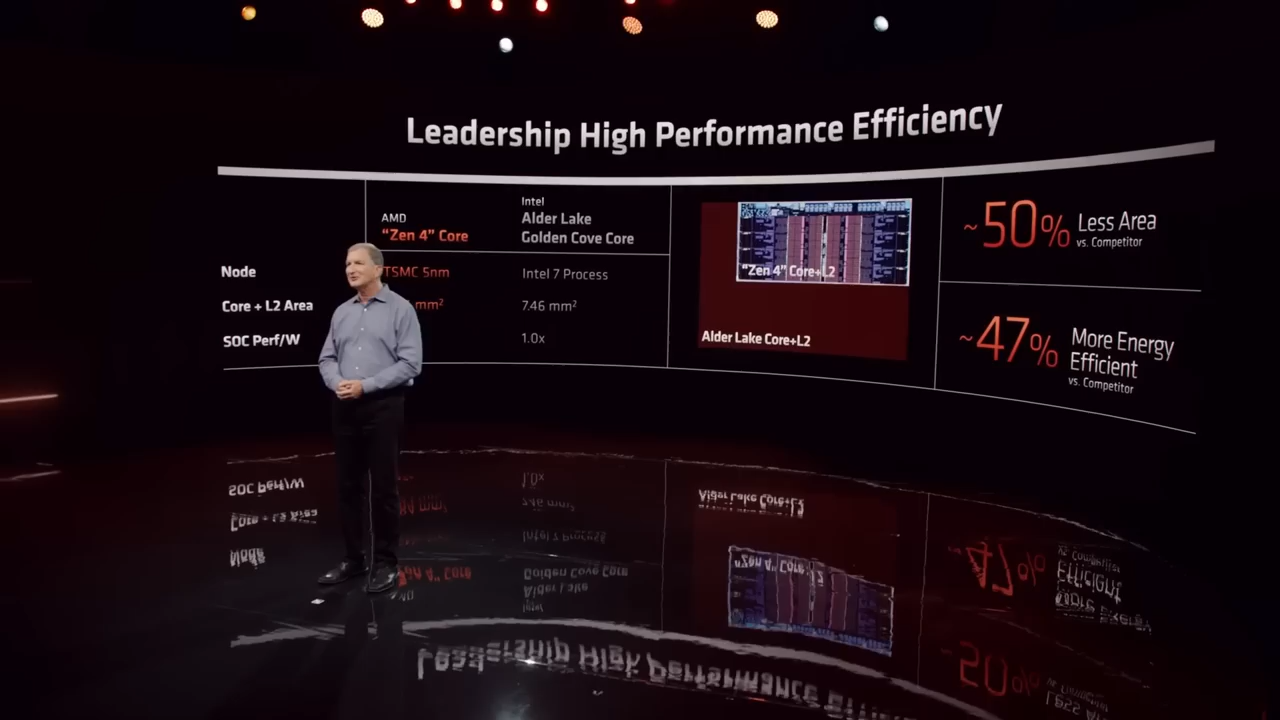 Leadership High Performance Efficiency
AMD
"Zen 4" Core
Intel
Alder Lake
Golden Cove Core
Node
TSMC 5nm
Intel 7 Process
Core + L2 Area
mm²
7.46 mm²
SOC Perf/W
1.0x
"Zen 4" Core+L2
Alder Lake Core+L2
~50% Less Area
vs. Competitor
~47% More Energy
Efficient
vs. Competitor